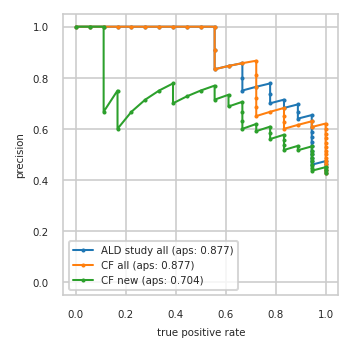 1.0
0.8
0.6
0.4
0.2
0.0
precision
ALD study all (aps: 0.877)
CF all (aps: 0.877)
CF new (aps: 0.704)
0.0 0.2 0.4 0.6 0.8 1.0
true positive rate